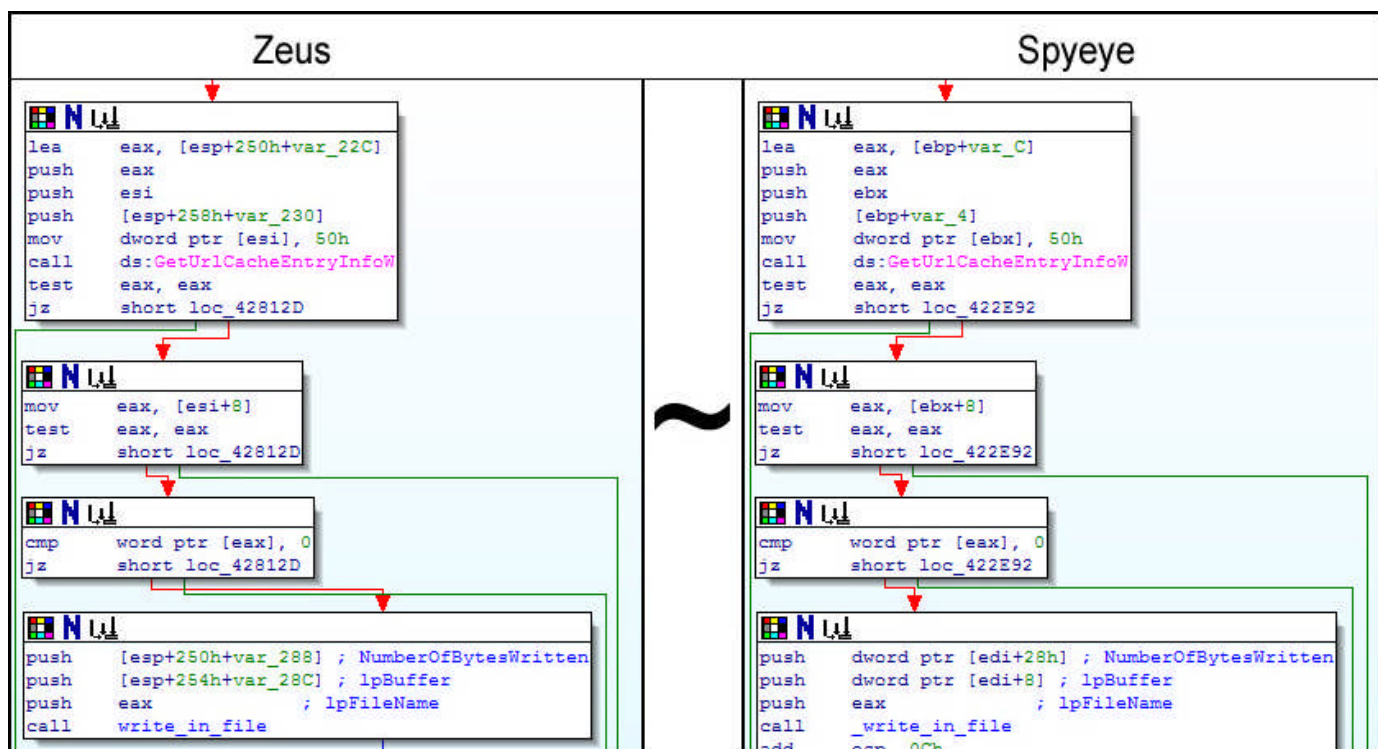 Zeus
lea eax, [esp+250h+var_22C]
push eax
push esi
push [esp+258h+var_230]
mov dword ptr [esi], 50h
call ds:GetUrlCacheEntryInfoW
test eax, eax
jz short loc_42812D
mov eax, [esi+8]
test eax, eax
jz short loc_42812D
cmp word ptr [eax], 0
jz short loc_42812D
push [esp+250h+var_288] ; NumberOfBytesWritten
push [esp+254h+var_28C] ; lpBuffer
push eax ; lpFileName
call write_in_file
~
Spyeye
lea eax, [ebp+var_C]
push eax
push ebx
push [ebp+var_4]
mov dword ptr [ebx], 50h
call ds:GetUrlCacheEntryInfoW
test eax, eax
jz short loc_422E92
mov eax, [ebx+8]
test eax, eax
jz short loc_422E92
cmp word ptr [eax], 0
jz short loc_422E92
push dword ptr [edi+28h] ; NumberOfBytesWritten
push dword ptr [edi+8] ; lpBuffer
push eax ; lpFileName
call _write_in_file
add esp, 0Ch